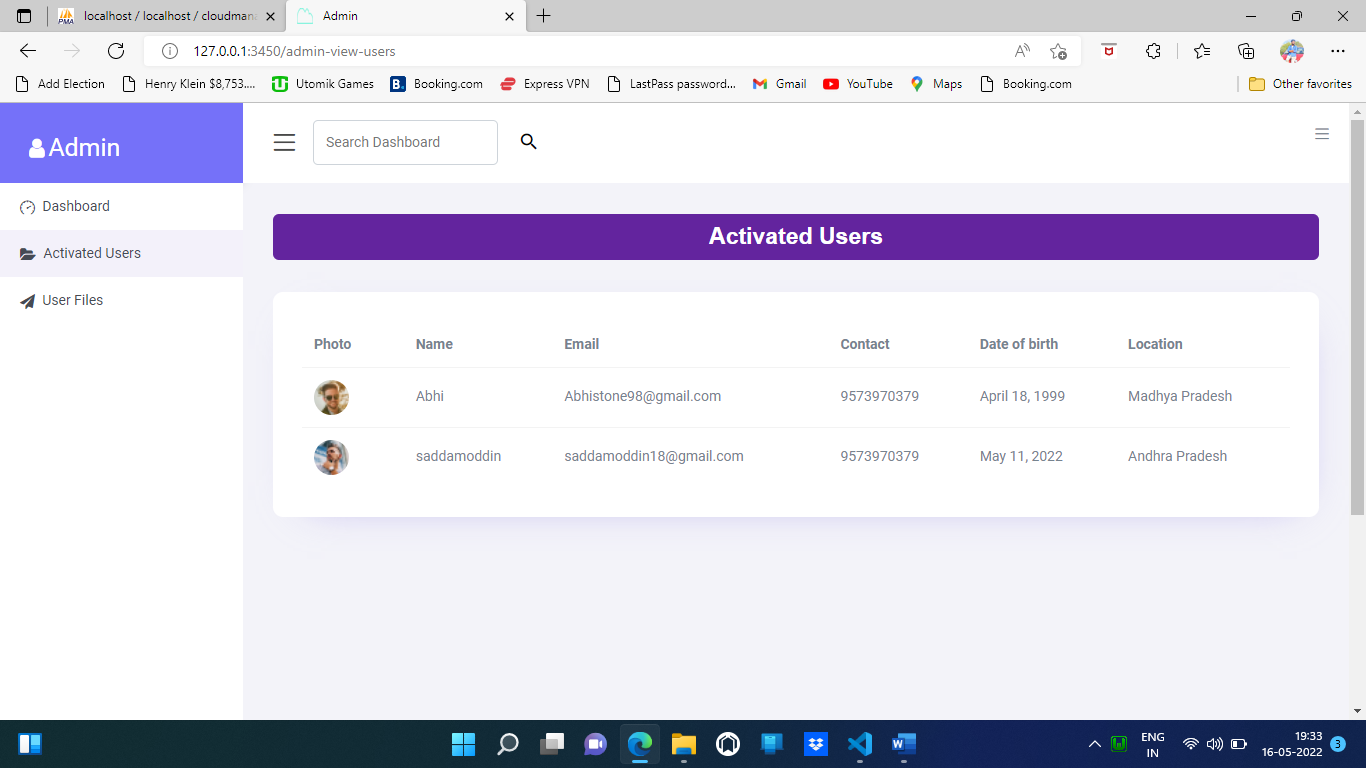 PMA localhost / localhost / cloudmana
Admin
127.0.0.1:3450/admin-view-users
Add Election Henry Klein $8,753.... Utomik Games B. Booking.com Express VPN LastPass password... Gmail YouTube Maps Booking.com Other favorites
Admin
Search Dashboard
Dashboard
Activated Users
User Files
Activated Users
Photo Name Email Contact Date of birth Location
Abhi Abhistone98@gmail.com 9573970379 April 18, 1999 Madhya Pradesh
saddamoddin saddamoddin18@gmail.com 9573970379 May 11, 2022 Andhra Pradesh
ENG
IN
19:33
16-05-2022
3